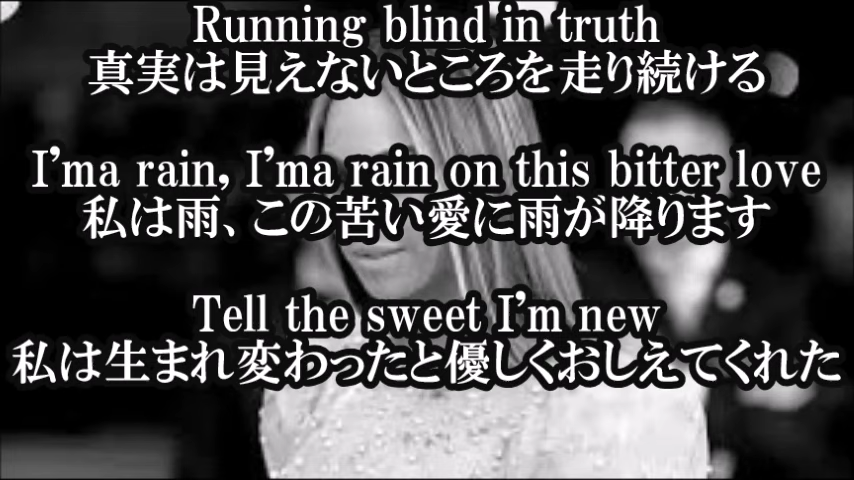 Running blind in truth
真実は見えないところを走り続ける
I'ma rain, I'ma rain on this bitter love
私は雨、この苦い愛に雨が降ります
Tell the sweet I'm new
私は生まれ変わったと優しくおしえてくれた